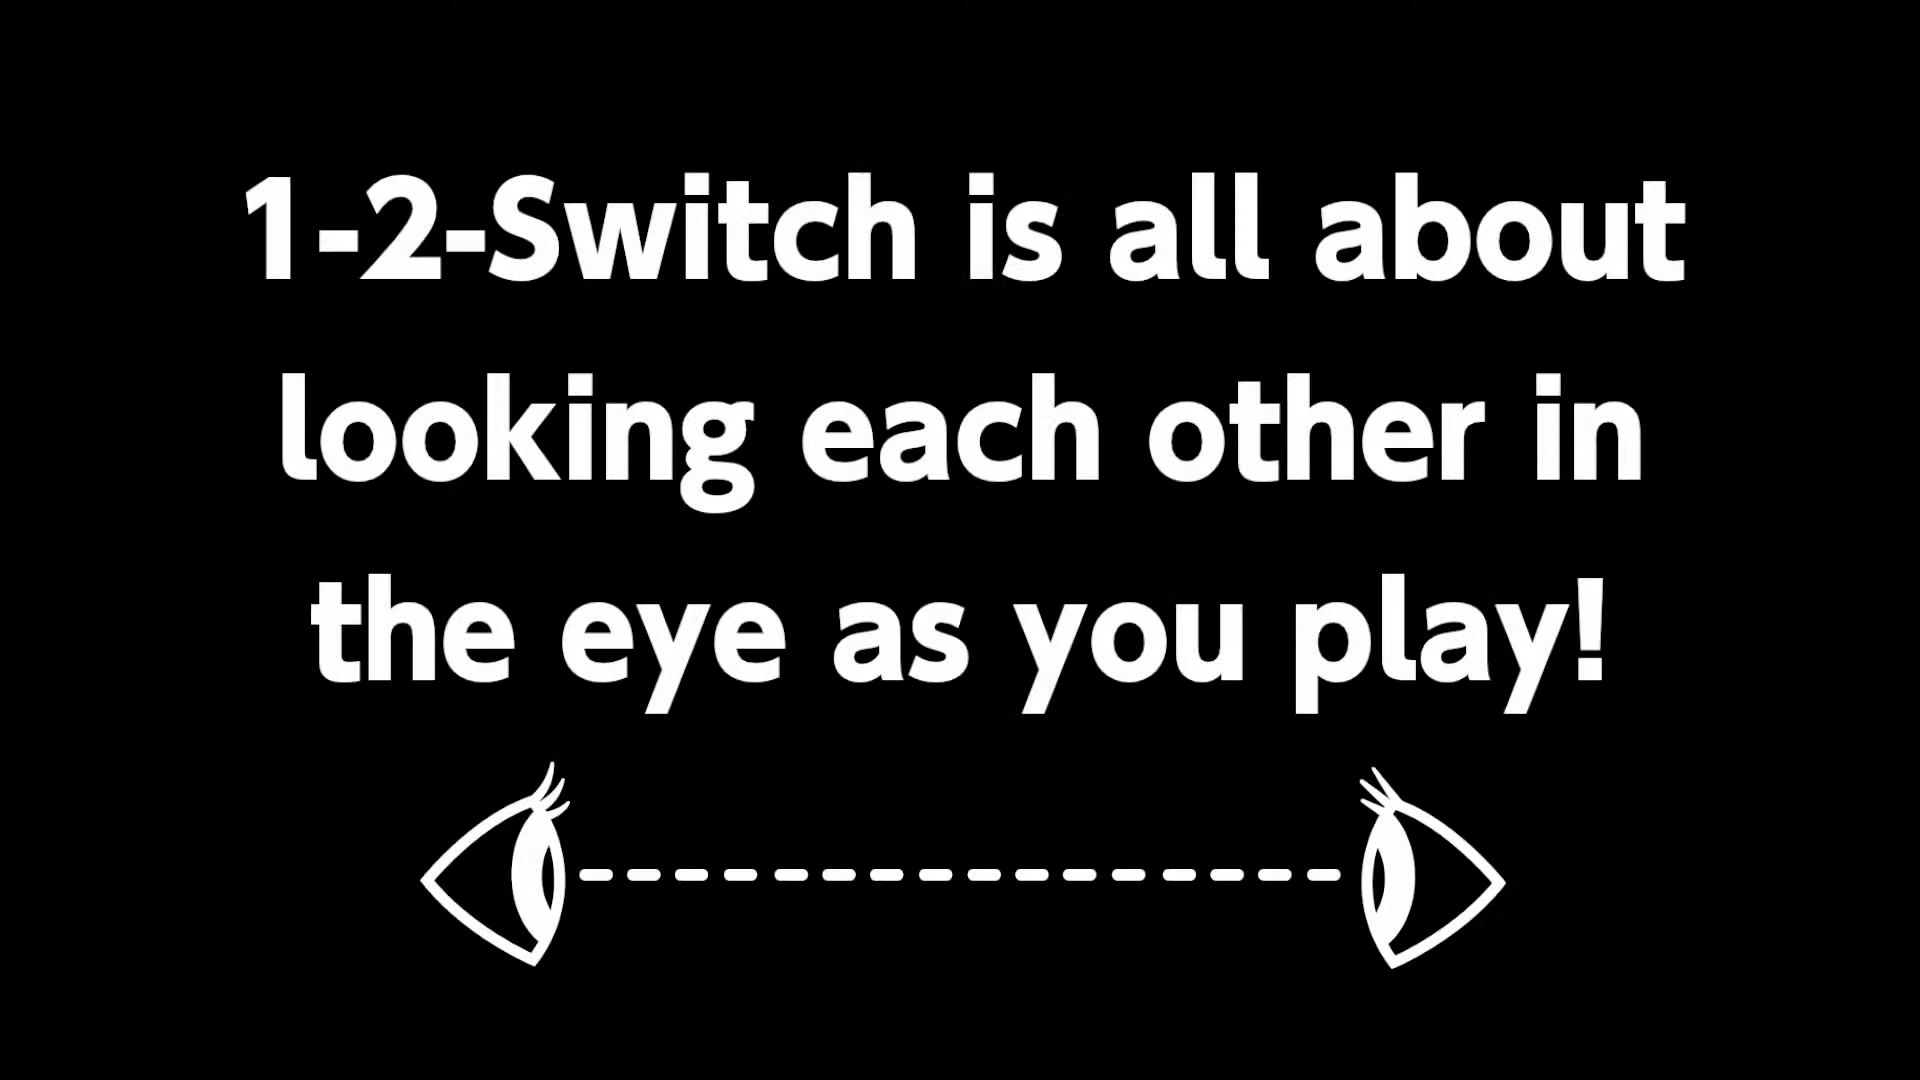 1-2-Switch is all about
looking each other in
the eye as you play!